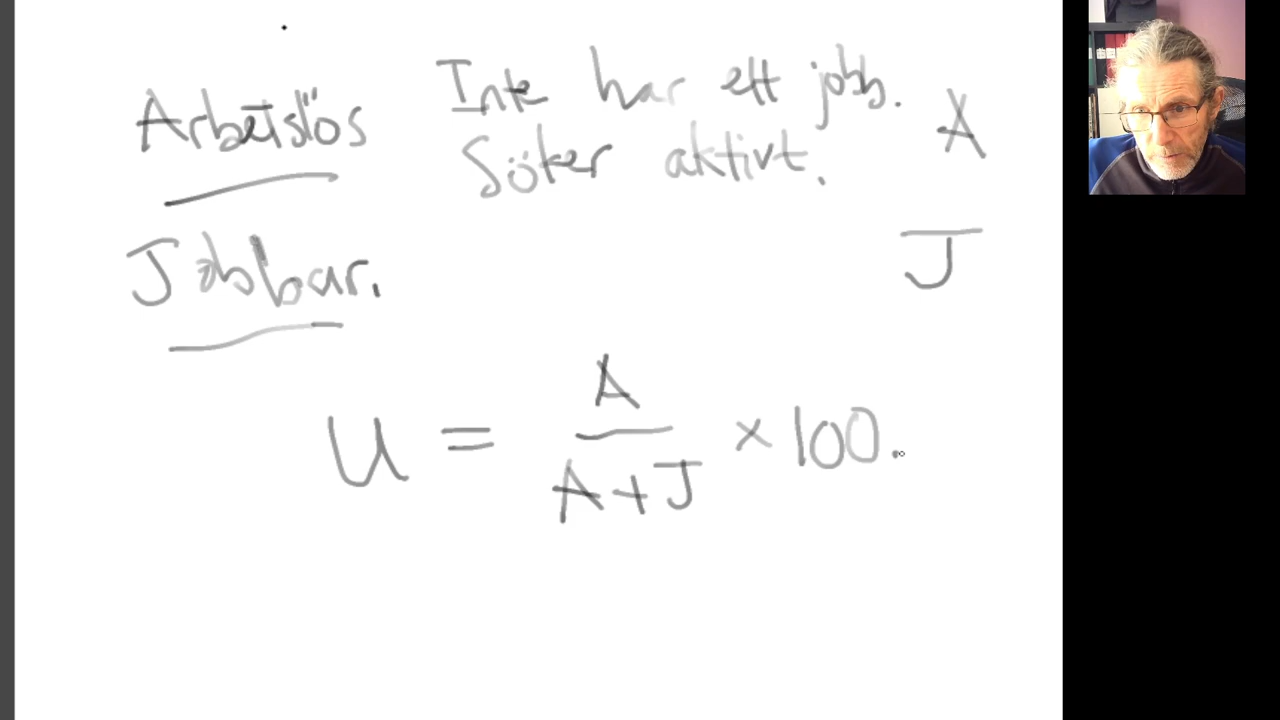 Arbetslös Inte har ett jobb. A
Söker aktivt.
Jobbar. J
U = A / A+J × 100.